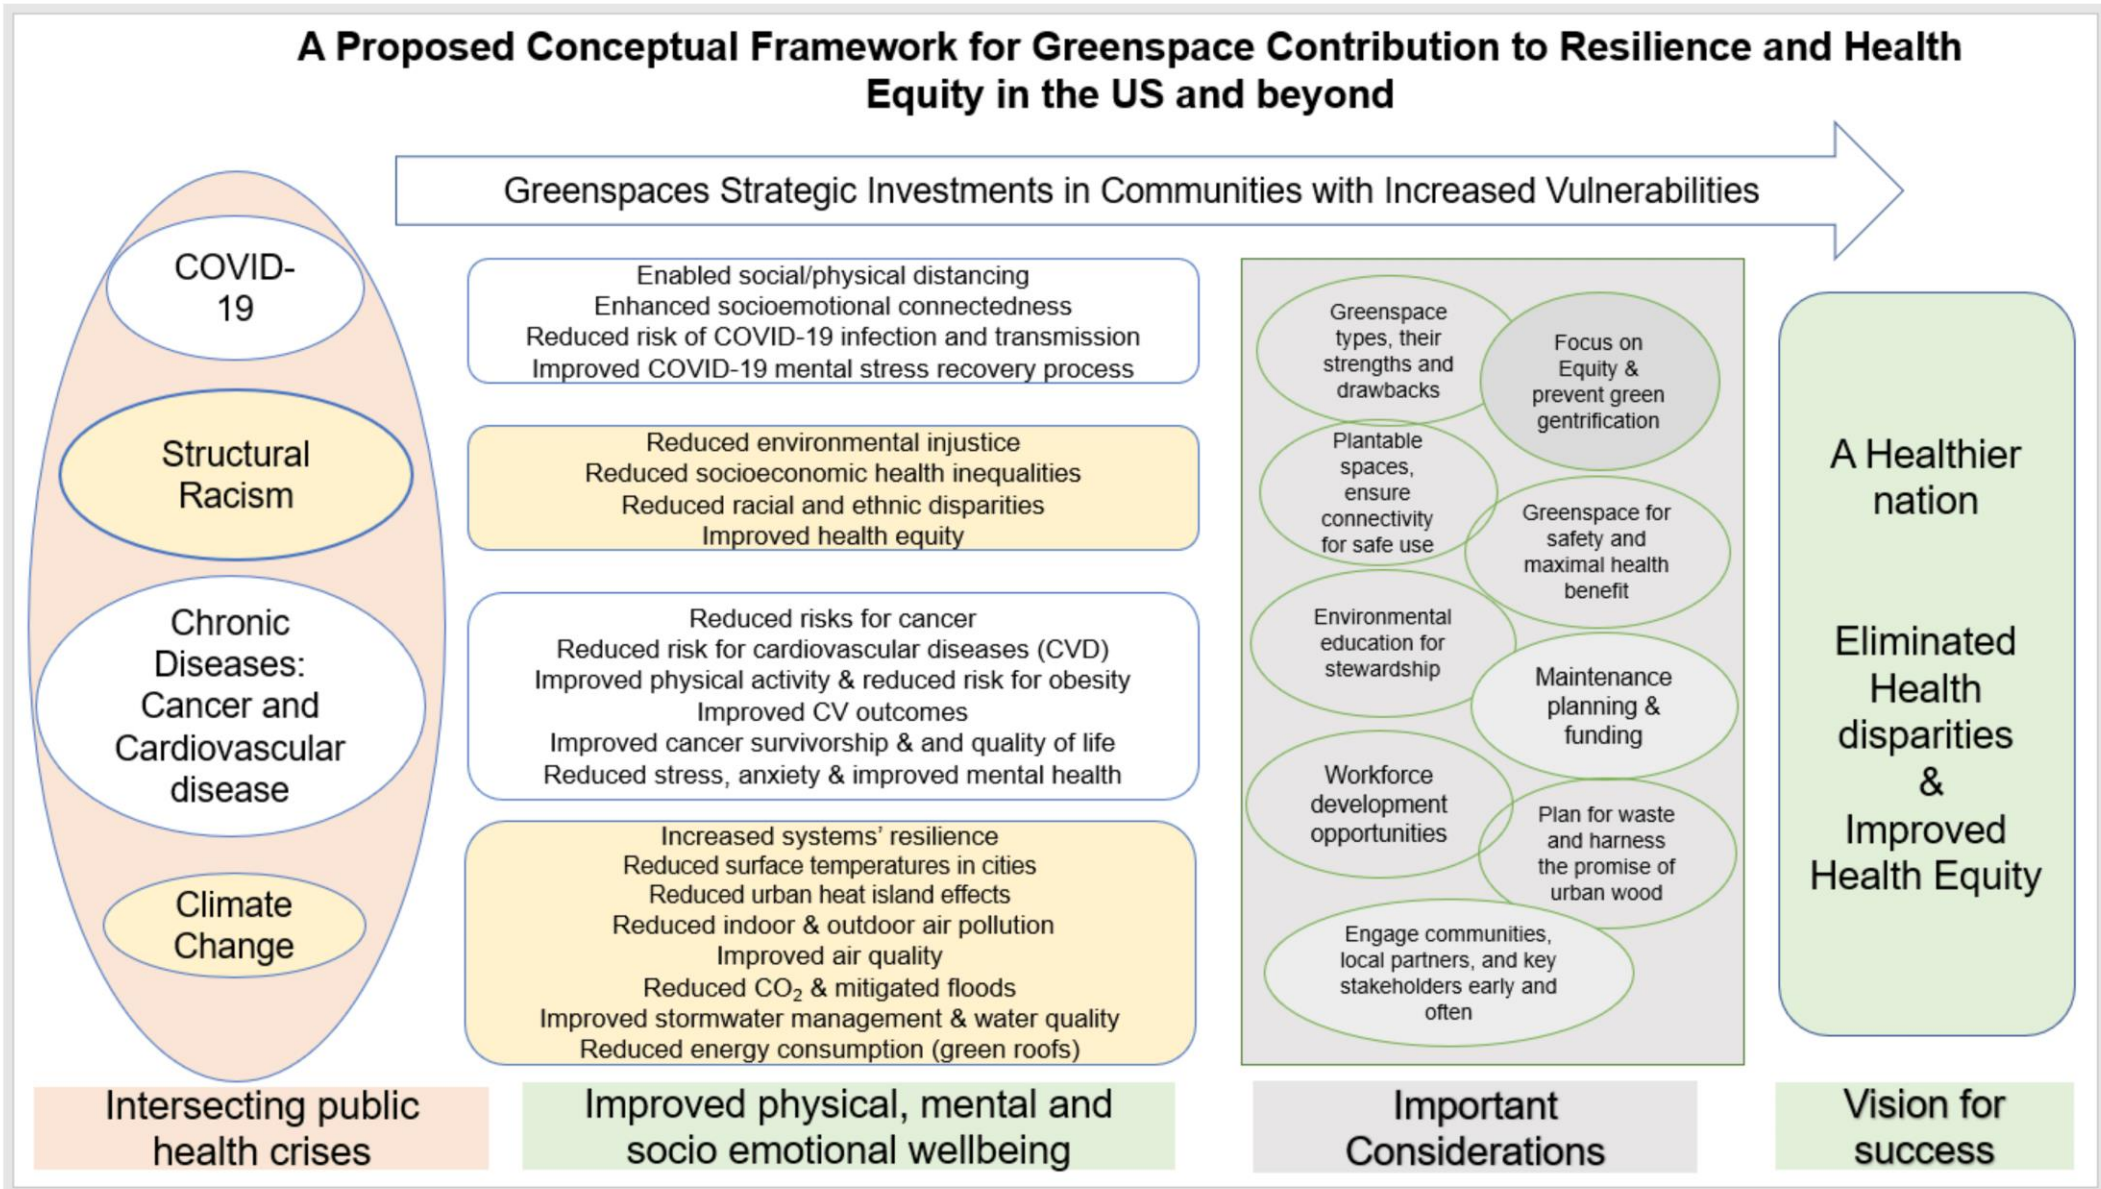 A Proposed Conceptual Framework for Greenspace Contribution to Resilience and Health
Equity in the US and beyond
Greenspaces Strategic Investments in Communities with Increased Vulnerabilities
COVID-
19
Structural
Racism
Chronic
Diseases:
Cancer and
Cardiovascular
disease
Climate
Change
Intersecting public
health crises
Enabled social/physical distancing
Enhanced socioemotional connectedness
Reduced risk of COVID-19 infection and transmission
Improved COVID-19 mental stress recovery process
Reduced environmental injustice
Reduced socioeconomic health inequalities
Reduced racial and ethnic disparities
Improved health equity
Reduced risks for cancer
Reduced risk for cardiovascular diseases (CVD)
Improved physical activity & reduced risk for obesity
Improved CV outcomes
Improved cancer survivorship & and quality of life
Reduced stress, anxiety & improved mental health
Increased systems’ resilience
Reduced surface temperatures in cities
Reduced urban heat island effects
Reduced indoor & outdoor air pollution
Improved air quality
Reduced CO₂ & mitigated floods
Improved stormwater management & water quality
Reduced energy consumption (green roofs)
Improved physical, mental and
socio emotional wellbeing
Greenspace
types, their
strengths and
drawbacks
Focus on
Equity &
prevent green
gentrification
Plantable
spaces,
ensure
connectivity
for safe use
Greenspace for
safety and
maximal health
benefit
Environmental
education for
stewardship
Maintenance
planning &
funding
Workforce
development
opportunities
Plan for waste
and harness
the promise of
urban wood
Engage communities,
local partners, and key
stakeholders early and
often
Important
Considerations
A Healthier
nation
Eliminated
Health
disparities
&
Improved
Health Equity
Vision for
success